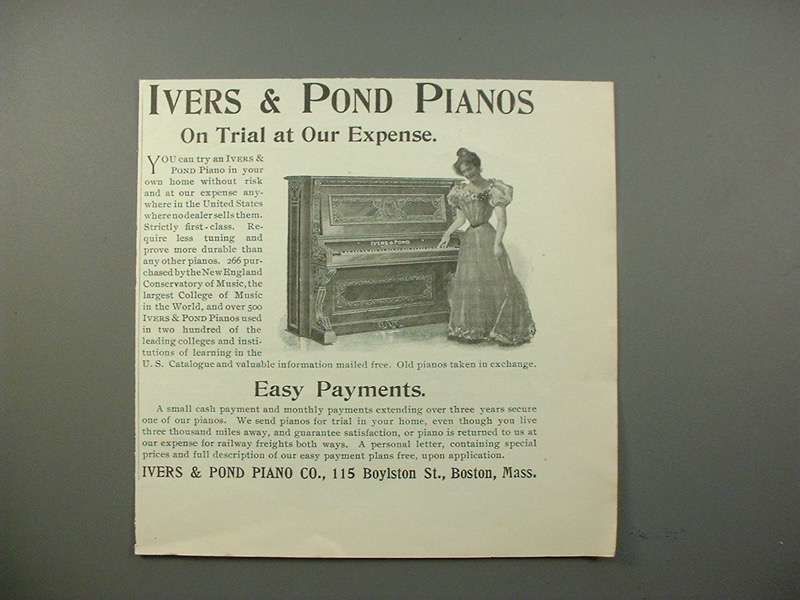 IVERS & POND PIANOS
On Trial at Our Expense.
YOU can try an IVERS &
POND Piano in your
own home without risk
and at our expense any-
where in the United States
where no dealer sells them.
Strictly first-class. Re-
quire less tuning and
prove more durable than
any other pianos. 266 pur-
chased by the New England
Conservatory of Music, the
largest College of Music
in the World, and over 500
IVERS & POND Pianos used
in two hundred of the
leading colleges and insti-
tutions of learning in the
U. S. Catalogue and valuable information mailed free. Old pianos taken in exchange.
IVERS & POND
Easy Payments.
A small cash payment and monthly payments extending over three years secure
one of our pianos. We send pianos for trial in your home, even though you live
three thousand miles away, and guarantee satisfaction, or piano is returned to us at
our expense for railway freights both ways. A personal letter, containing special
prices and full description of our easy payment plans free, upon application.
IVERS & POND PIANO CO., 115 Boylston St., Boston, Mass.